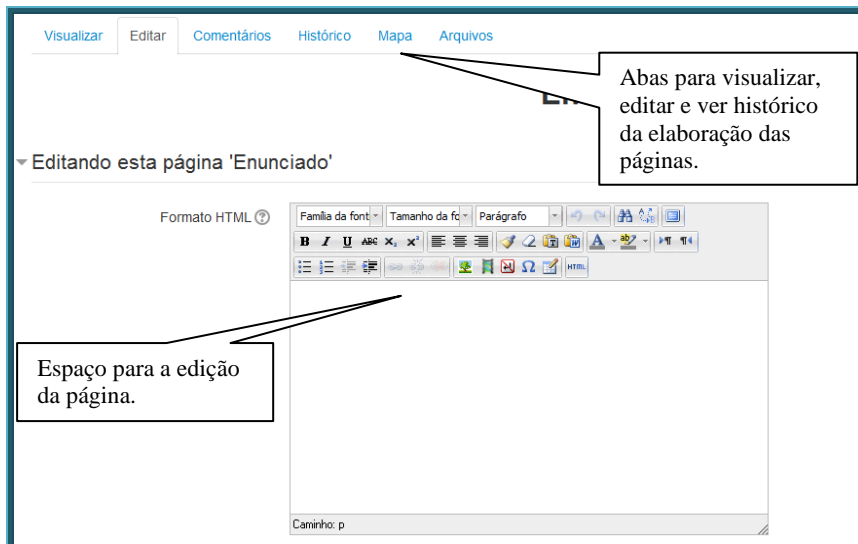 Visualizar Editar Comentários Histórico Mapa Arquivos
Abas para visualizar,
editar e ver histórico
da elaboração das
páginas.
Editando esta página 'Enunciado'
Formato HTML
Família da font Tamanho da fo Parágrafo
B I U ABC X₂ X²
HTML
Espaço para a edição
da página.
Caminho: p